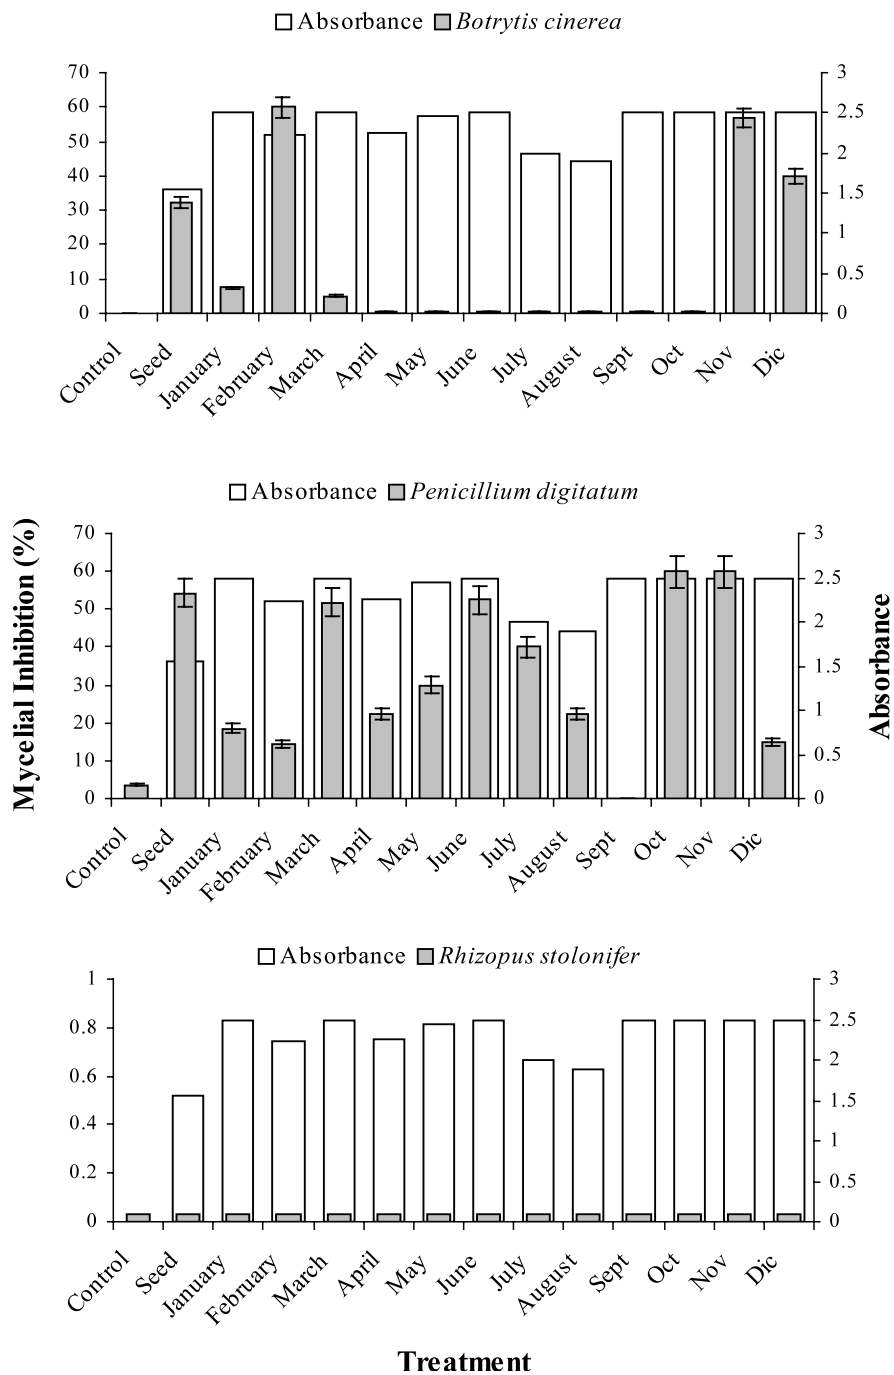 Absorbance Botrytis cinerea
70 3
60 2.5
50 2
40 1.5
30 1
20 0.5
10 0
0
Control Seed January February March April May June July August Sept Oct Nov Dic
Absorbance Penicillium digitatum
70 3
60 2.5
50 2
40 1.5
30 1
20 0.5
10 0
0
Control Seed January February March April May June July August Sept Oct Nov Dic
Mycelial Inhibition (%)
Absorbance
Absorbance Rhizopus stolonifer
1 3
0.8 2.5
0.6 2
0.4 1.5
0.2 1
0 0.5
0
Control Seed January February March April May June July August Sept Oct Nov Dic
Treatment